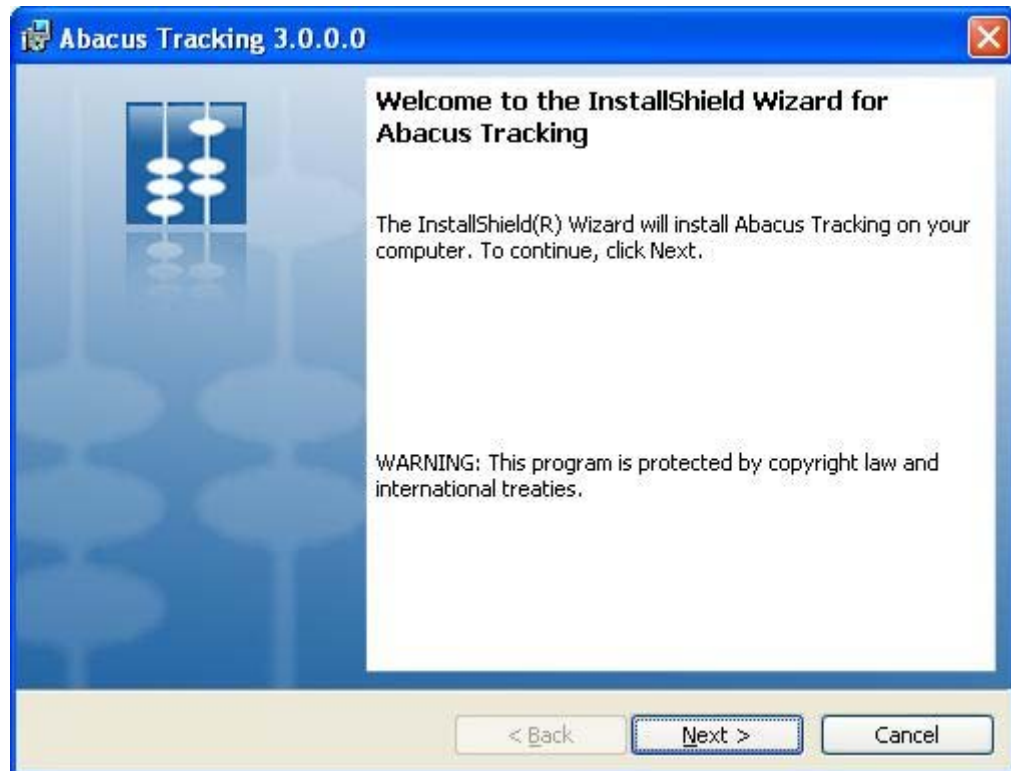 Abacus Tracking 3.0.0.0
Welcome to the InstallShield Wizard for
Abacus Tracking
The InstallShield(R) Wizard will install Abacus Tracking on your
computer. To continue, click Next.
WARNING: This program is protected by copyright law and
international treaties.
< Back
Next >
Cancel